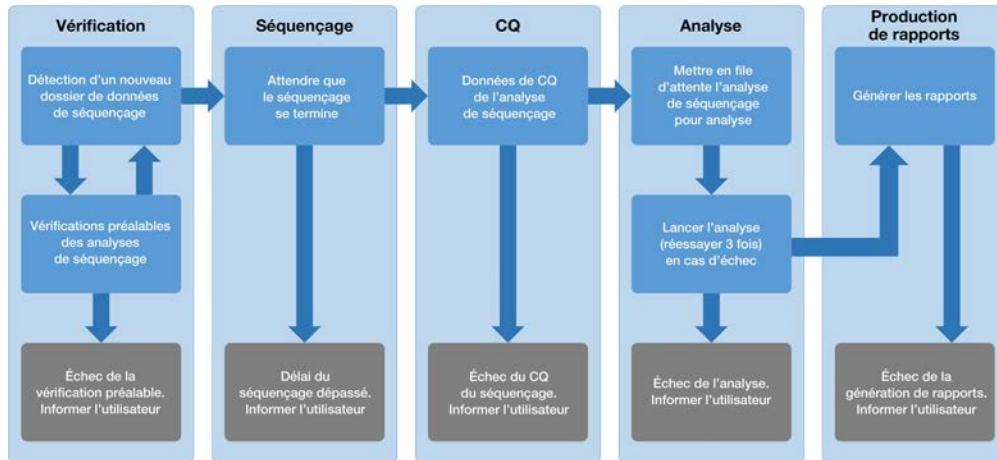 Vérification
Détection d'un nouveau
dossier de données
de séquençage
Vérifications préalables
des analyses
de séquençage
Échec de la
vérification préalable.
Informer l'utilisateur
Séquençage
Attendre que
le séquençage
se termine
Délai du
séquençage dépassé.
Informer l'utilisateur
CQ
Données de CQ
de l'analyse
de séquençage
Échec du CQ
du séquençage.
Informer l'utilisateur
Analyse
Mettre en file
d'attente l'analyse
de séquençage
pour analyse
Lancer l'analyse
(réessayer 3 fois)
en cas d'échec
Échec de l'analyse.
Informer l'utilisateur
Production
de rapports
Générer les rapports
Échec de la
génération de rapports.
Informer l'utilisateur